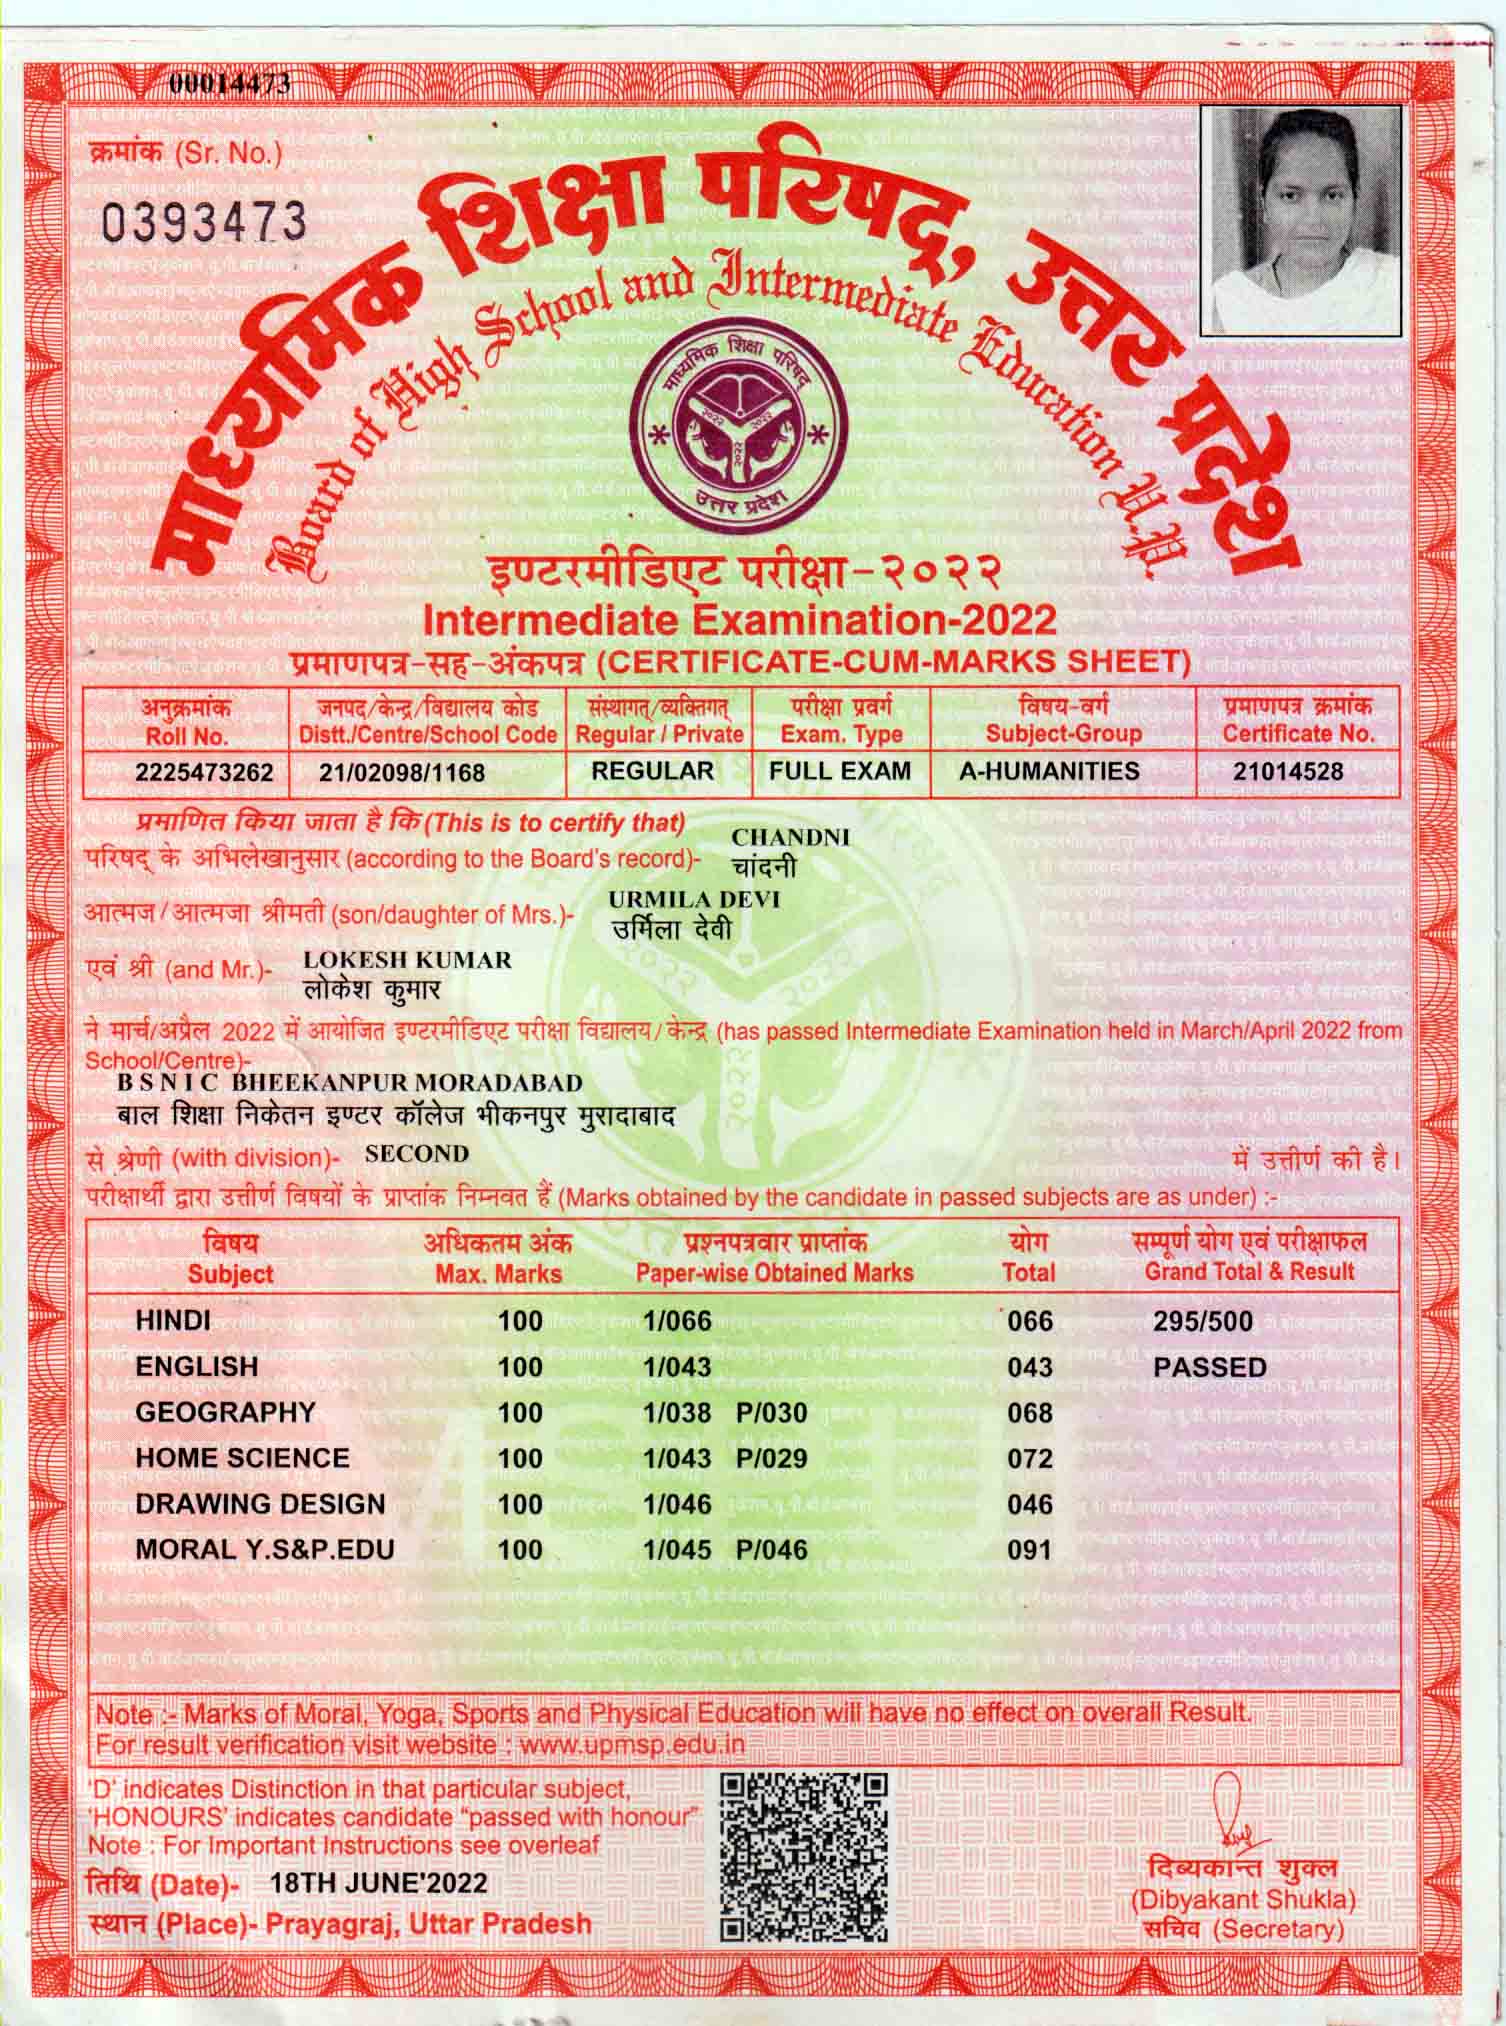 00014473
क्रमांक (Sr. No.)
0393473
माध्यमिक शिक्षा परिषद्, उत्तर प्रदेश
Board of High School and Intermediate Education U.P.
माध्यमिक शिक्षा परिषद्
२०२२ २०२२
२०२२
उत्तर प्रदेश
इण्टरमीडिएट परीक्षा-२०२२
Intermediate Examination-2022
प्रमाणपत्र-सह-अंकपत्र (CERTIFICATE-CUM-MARKS SHEET)
अनुक्रमांक जनपद/केन्द्र/विद्यालय कोड संस्थागत्/व्यक्तिगत् परीक्षा प्रवर्ग विषय-वर्ग प्रमाणपत्र क्रमांक
Roll No. Distt./Centre/School Code Regular / Private Exam. Type Subject-Group Certificate No.
2225473262 21/02098/1168 REGULAR FULL EXAM A-HUMANITIES 21014528
प्रमाणित किया जाता है कि (This is to certify that)
CHANDNI
परिषद् के अभिलेखानुसार (according to the Board's record)- चांदनी
URMILA DEVI
आत्मज/आत्मजा श्रीमती (son/daughter of Mrs.)- उर्मिला देवी
एवं श्री (and Mr.)- LOKESH KUMAR
लोकेश कुमार
ने मार्च/अप्रैल 2022 में आयोजित इण्टरमीडिएट परीक्षा विद्यालय/केन्द्र (has passed Intermediate Examination held in March/April 2022 from
School/Centre)-
B S N I C BHEEKANPUR MORADABAD
बाल शिक्षा निकेतन इण्टर कॉलेज भीकनपुर मुरादाबाद
से श्रेणी (with division)- SECOND में उत्तीर्ण की है।
परीक्षार्थी द्वारा उत्तीर्ण विषयों के प्राप्तांक निम्नवत हैं (Marks obtained by the candidate in passed subjects are as under) :-
विषय अधिकतम अंक प्रश्नपत्रवार प्राप्तांक योग सम्पूर्ण योग एवं परीक्षाफल
Subject Max. Marks Paper-wise Obtained Marks Total Grand Total & Result
HINDI 100 1/066 066 295/500
ENGLISH 100 1/043 043 PASSED
GEOGRAPHY 100 1/038 P/030 068
HOME SCIENCE 100 1/043 P/029 072
DRAWING DESIGN 100 1/046 046
MORAL Y.S&P.EDU 100 1/045 P/046 091
Note :- Marks of Moral, Yoga, Sports and Physical Education will have no effect on overall Result.
For result verification visit website : www.upmsp.edu.in
'D' indicates Distinction in that particular subject,
'HONOURS' indicates candidate "passed with honour"
Note : For Important Instructions see overleaf
तिथि (Date)- 18TH JUNE'2022
स्थान (Place)- Prayagraj, Uttar Pradesh
दिव्यकान्त शुक्ल
(Dibyakant Shukla)
सचिव (Secretary)